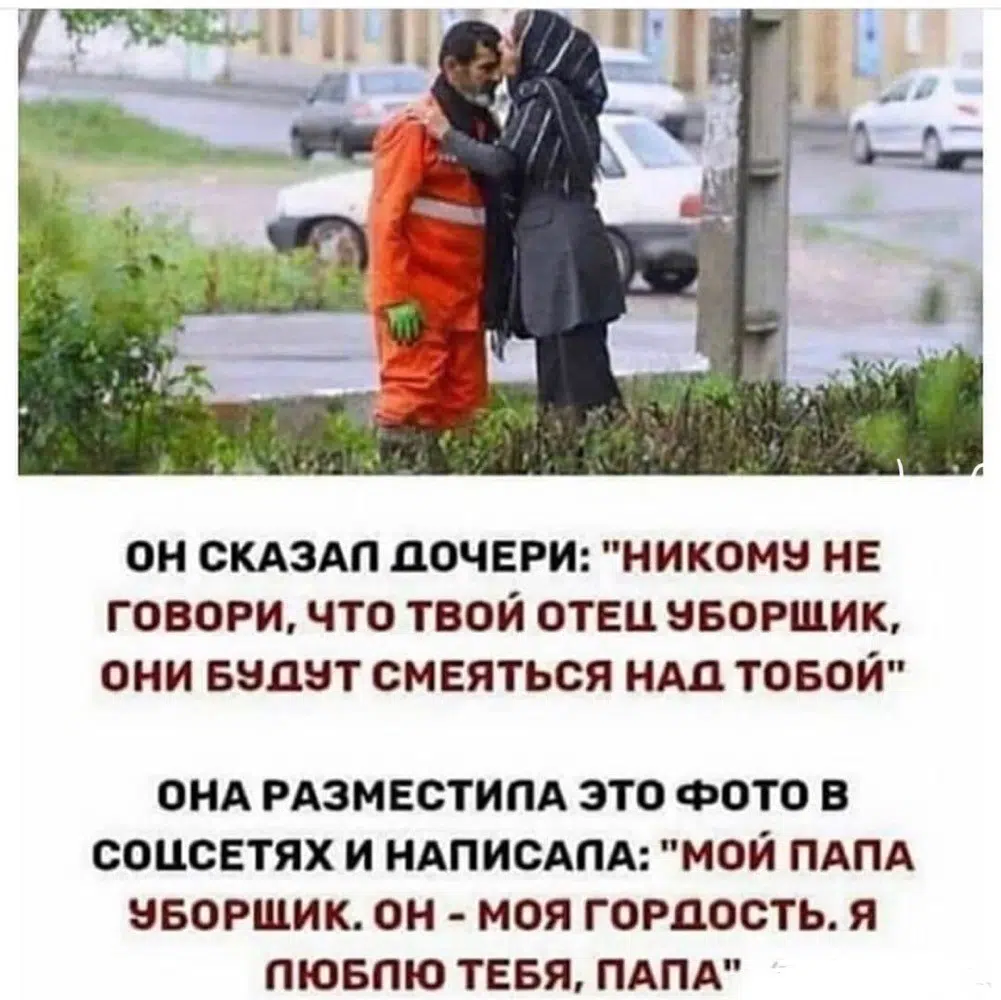 ОН СКАЗАЛ ДОЧЕРИ: "НИКОМУ НЕ
ГОВОРИ, ЧТО ТВОЙ ОТЕЦ УБОРЩИК,
ОНИ БУДУТ СМЕЯТЬСЯ НАД ТОБОЙ"
ОНА РАЗМЕСТИЛА ЭТО ФОТО В
СОЦСЕТЯХ И НАПИСАЛА: "МОЙ ПАПА
УБОРЩИК. ОН - МОЯ ГОРДОСТЬ. Я
ЛЮБЛЮ ТЕБЯ, ПАПА"